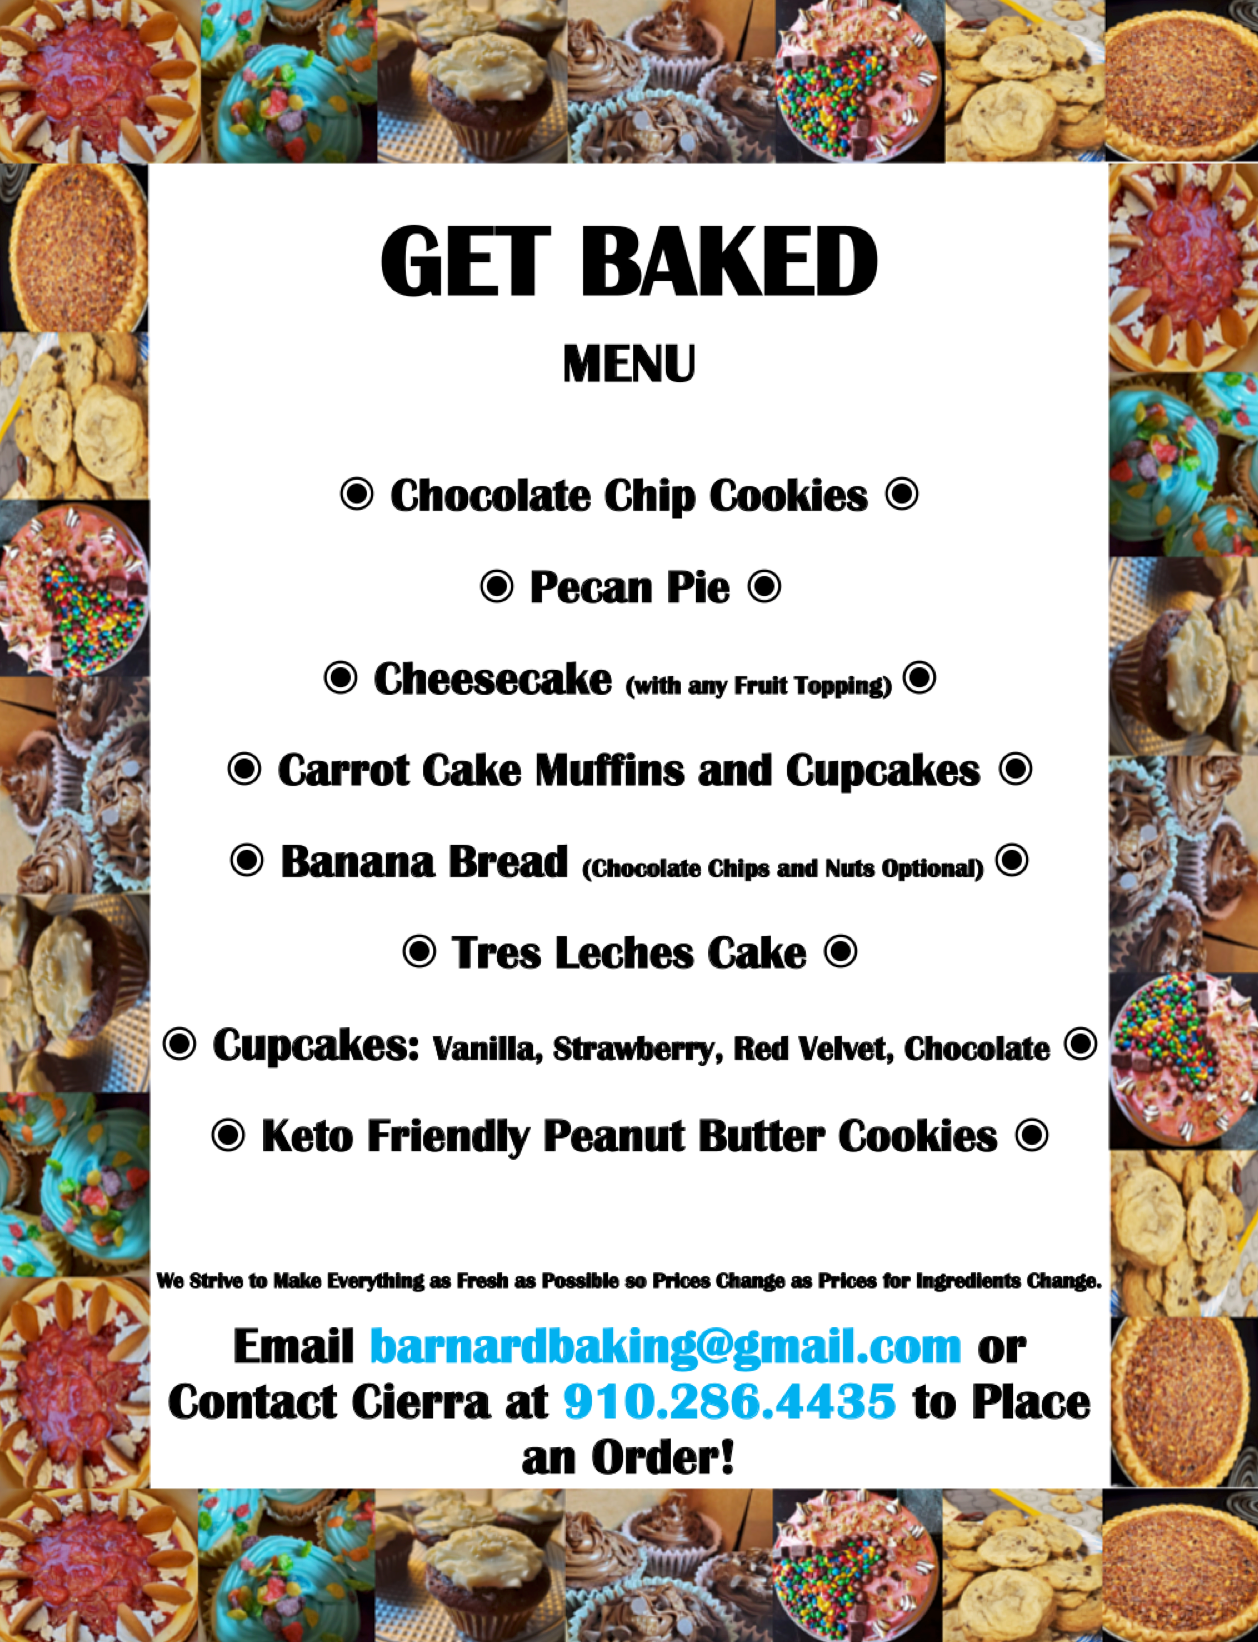 GET BAKED
MENU
◉ Chocolate Chip Cookies ◉
◉ Pecan Pie ◉
◉ Cheesecake (with any Fruit Topping) ◉
◉ Carrot Cake Muffins and Cupcakes ◉
◉ Banana Bread (Chocolate Chips and Nuts Optional) ◉
◉ Tres Leches Cake ◉
◉ Cupcakes: Vanilla, Strawberry, Red Velvet, Chocolate ◉
◉ Keto Friendly Peanut Butter Cookies ◉
We Strive to Make Everything as Fresh as Possible so Prices Change as Prices for Ingredients Change.
Email barnardbaking@gmail.com or
Contact Cierra at 910.286.4435 to Place
an Order!